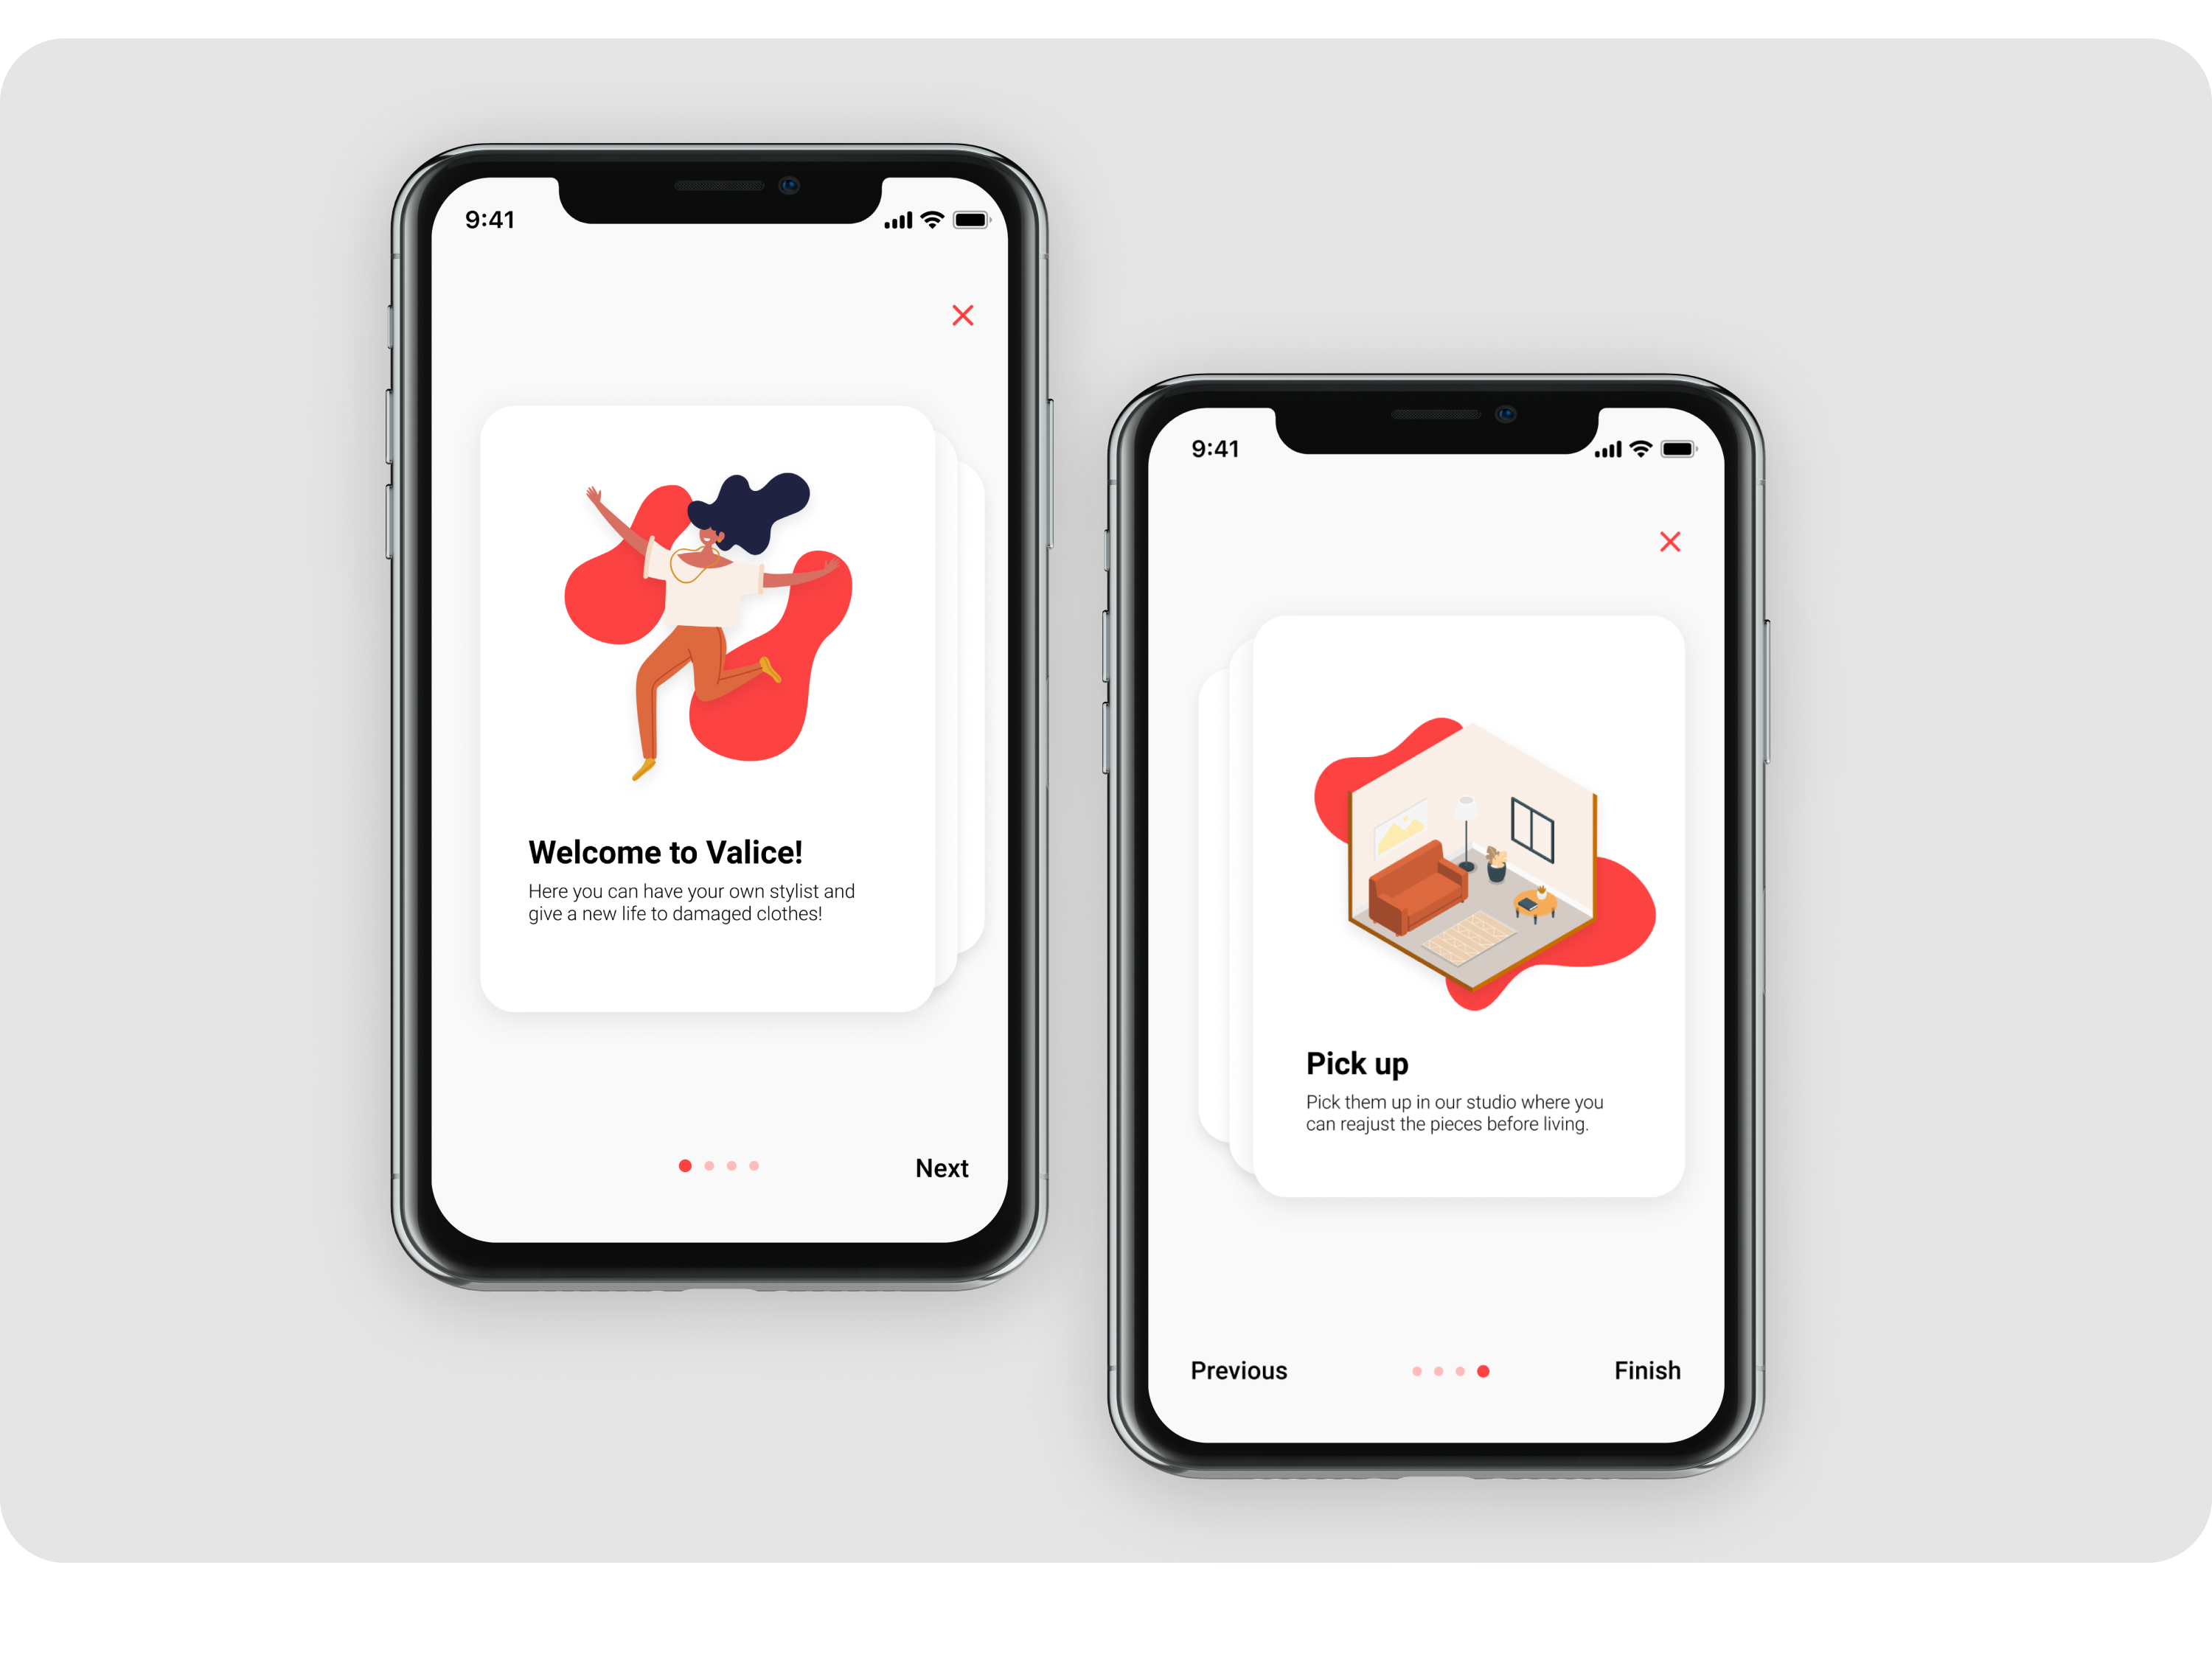 9:41
Welcome to Valice!
Here you can have your own stylist and
give a new life to damaged clothes!
Next
9:41
Pick up
Pick them up in our studio where you
can reajust the pieces before living.
Previous
Finish